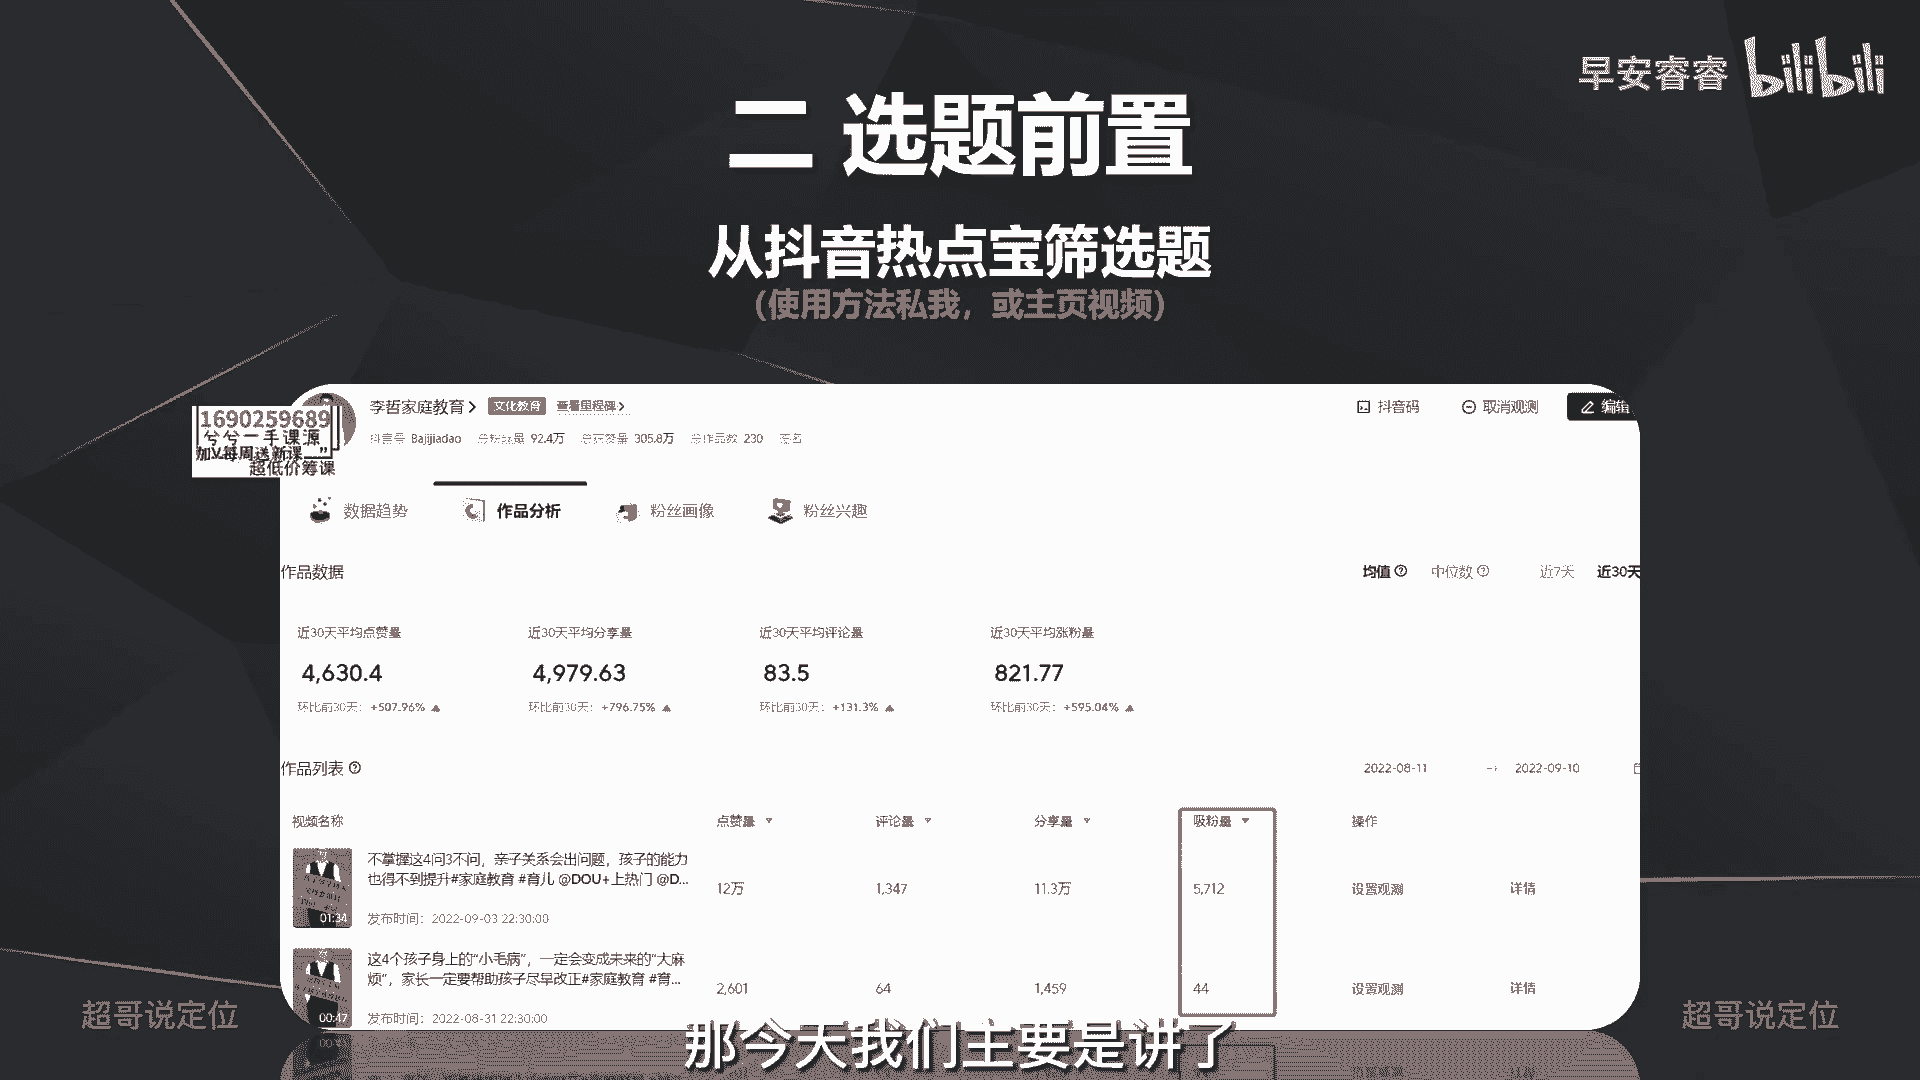 早安睿睿 bilibili
二 选题前置
从抖音热点宝筛选题
（使用方法私我，或主页视频）
1690259689
兮兮一手课源
加V每周送新课
超低价筹课
李哲家庭教育 文化教育 查看里程碑
抖音号 Bajijiadao 总粉丝量 92.4万 总获赞量 305.8万 总作品数 230
抖音码 取消观测 编辑
数据趋势 作品分析 粉丝画像 粉丝兴趣
作品数据 均值 中位数 近7天 近30天
近30天平均点赞量 近30天平均分享量 近30天平均评论量 近30天平均涨粉量
4,630.4 4,979.63 83.5 821.77
环比前30天：+507.96% 环比前30天：+796.75% 环比前30天：+131.3% 环比前30天：+595.04%
作品列表 2022-08-11 → 2022-09-10
视频名称 点赞量 评论量 分享量 吸粉量 操作
不掌握这4问3不问，亲子关系会出问题，孩子的能力
也得不到提升#家庭教育 #育儿 @DOU+上热门 @D...
12万 1,347 11.3万 5,712 设置观测 详情
01:34
发布时间：2022-09-03 22:30:00
这4个孩子身上的“小毛病”，一定会变成未来的“大麻
烦”，家长一定要帮助孩子尽早改正#家庭教育 #育...
2,601 64 1,459 44 设置观测 详情
00:47
发布时间：2022-08-31 22:30:00
超哥说定位
超哥说定位
那今天我们主要是讲了